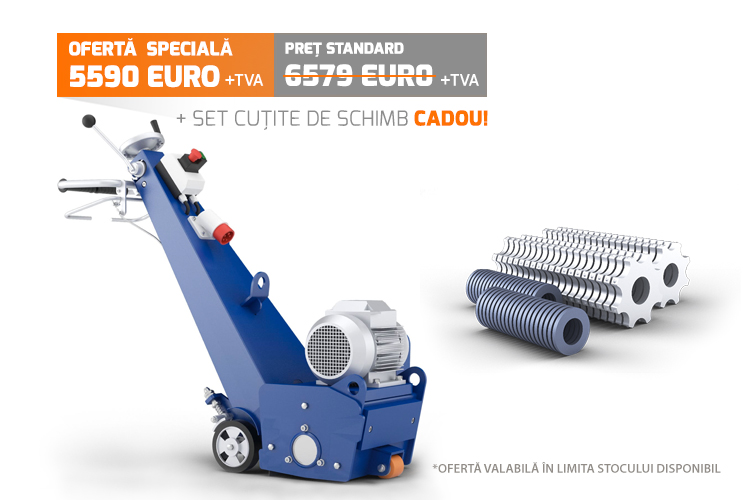 OFERTĂ SPECIALĂ
5590 EURO +TVA
PREȚ STANDARD
6579 EURO +TVA
+ SET CUȚITE DE SCHIMB CADOU!
*OFERTĂ VALABILĂ ÎN LIMITA STOCULUI DISPONIBIL